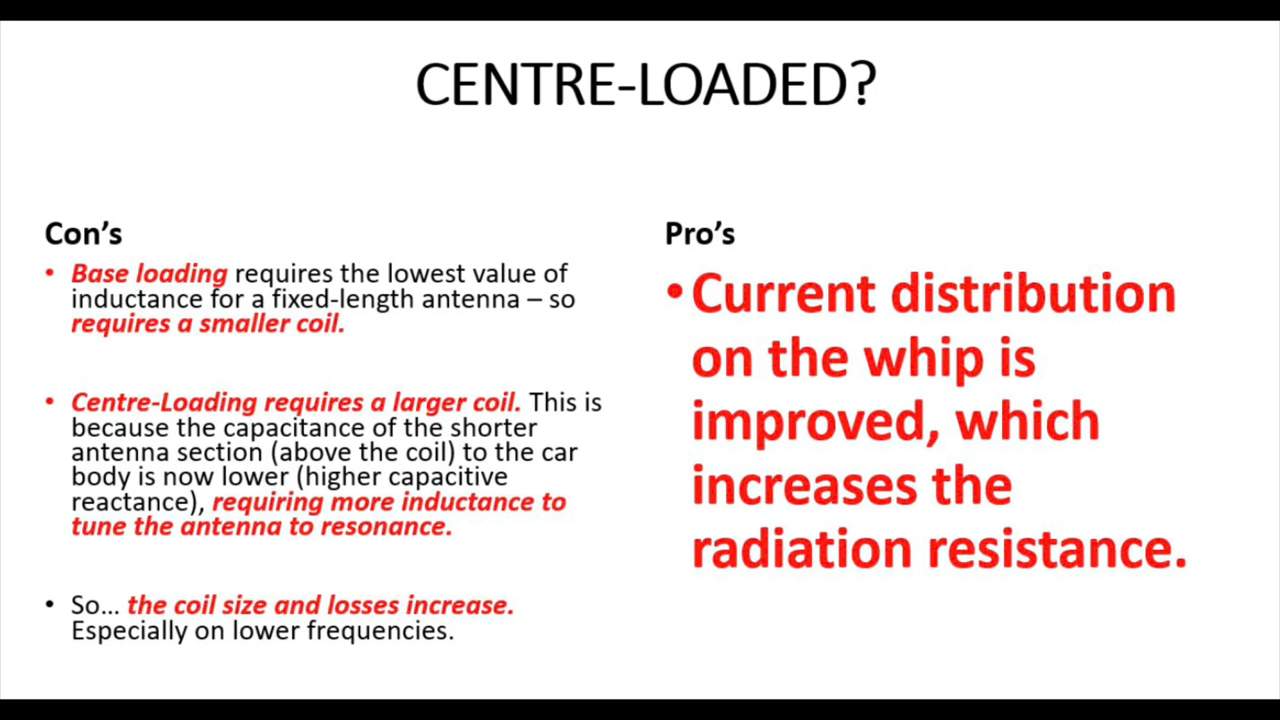 CENTRE-LOADED?
Con’s
• Base loading requires the lowest value of
inductance for a fixed-length antenna – so
requires a smaller coil.
• Centre-Loading requires a larger coil. This is
because the capacitance of the shorter
antenna section (above the coil) to the car
body is now lower (higher capacitive
reactance), requiring more inductance to
tune the antenna to resonance.
• So… the coil size and losses increase.
Especially on lower frequencies.
Pro’s
• Current distribution
on the whip is
improved, which
increases the
radiation resistance.